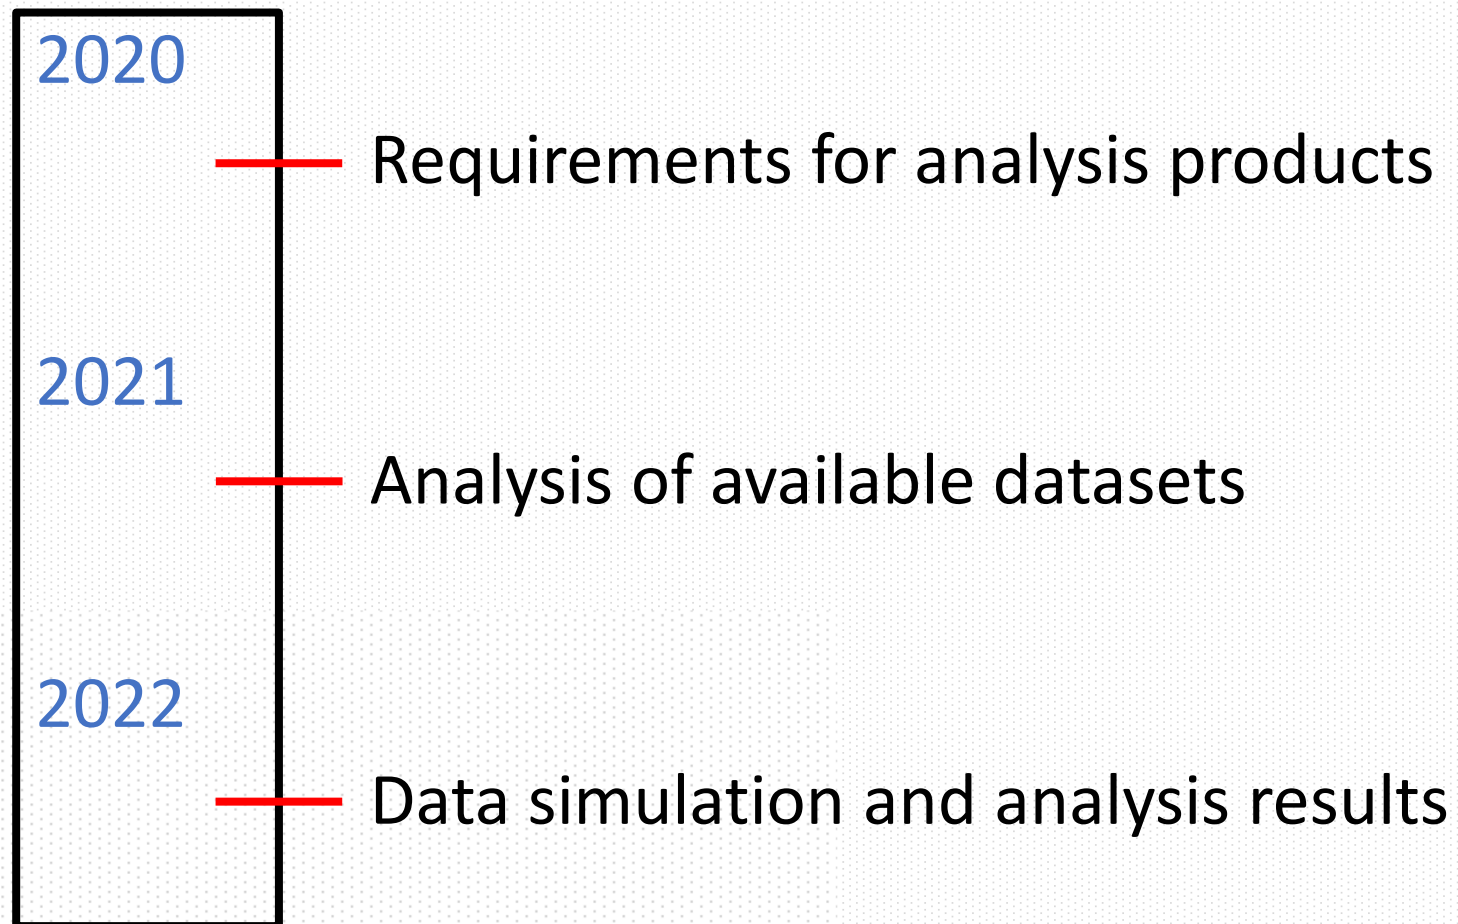 2020
Requirements for analysis products
2021
Analysis of available datasets
2022
Data simulation and analysis results